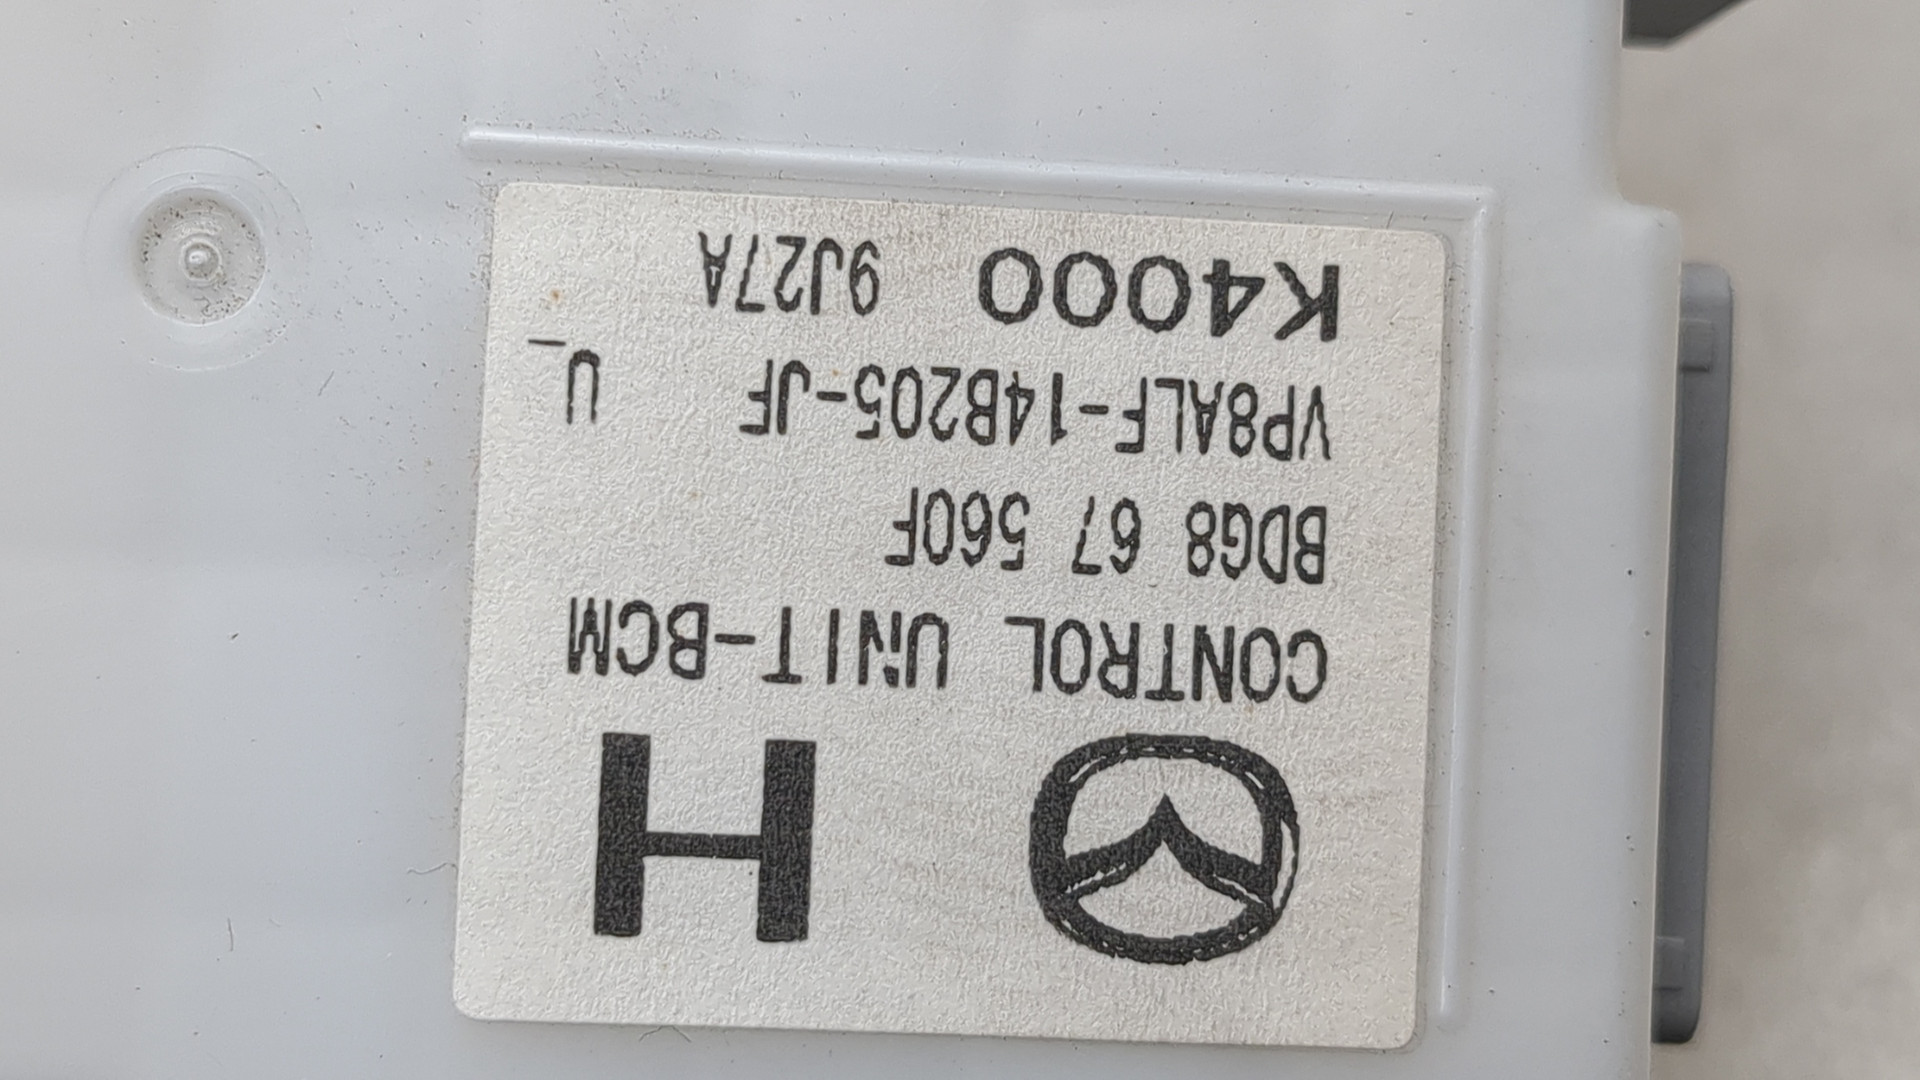 H
CONTROL UNIT-BCM
BDG8 67 560F
VP8ALF-14B205-JF U_
K4000 9J27A